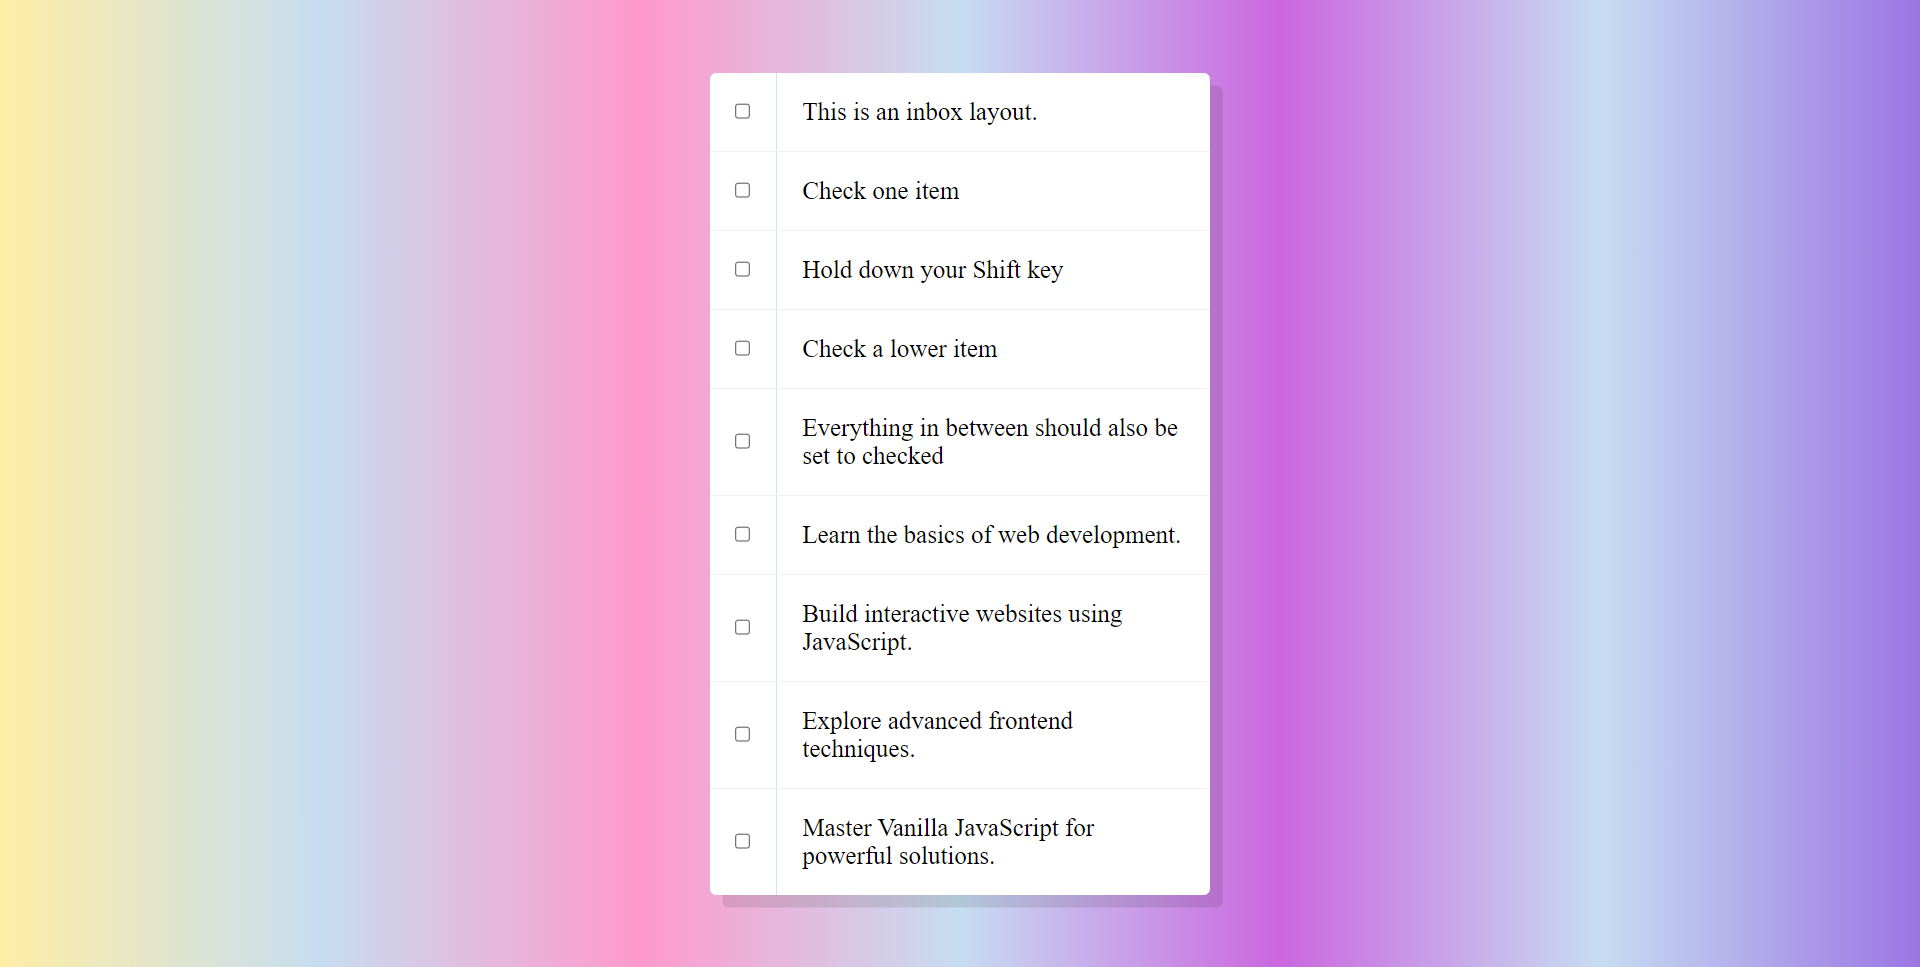 This is an inbox layout.
Check one item
Hold down your Shift key
Check a lower item
Everything in between should also be
set to checked
Learn the basics of web development.
Build interactive websites using
JavaScript.
Explore advanced frontend
techniques.
Master Vanilla JavaScript for
powerful solutions.